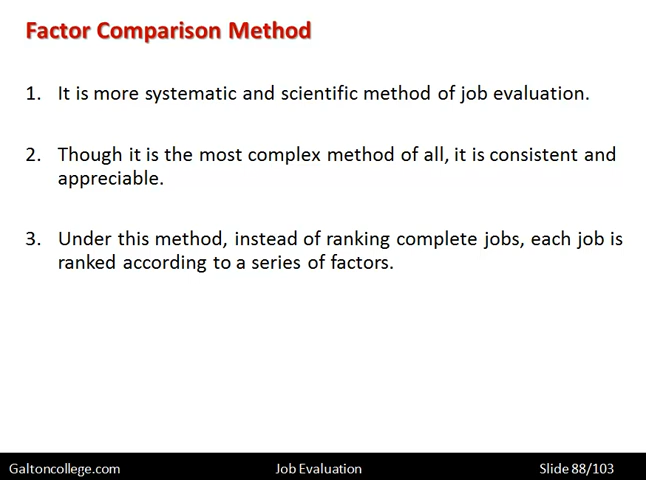 Factor Comparison Method
1. It is more systematic and scientific method of job evaluation.
2. Though it is the most complex method of all, it is consistent and
appreciable.
3. Under this method, instead of ranking complete jobs, each job is
ranked according to a series of factors.
Galtoncollege.com Job Evaluation Slide 88/103